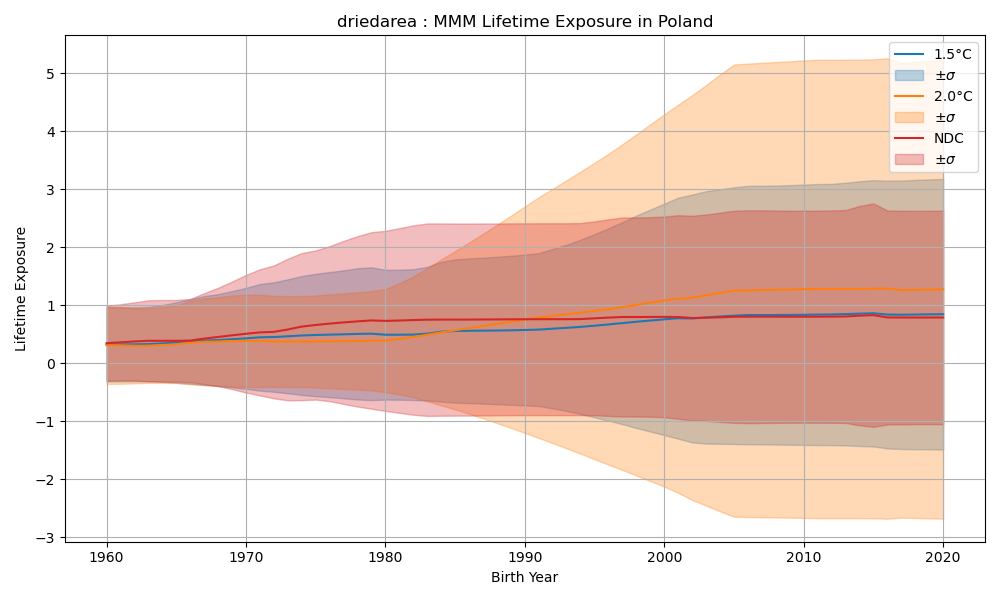 driedarea : MMM Lifetime Exposure in Poland
1.5°C
±σ
2.0°C
±σ
NDC
±σ
Lifetime Exposure
5
4
3
2
1
0
−1
−2
−3
1960 1970 1980 1990 2000 2010 2020
Birth Year